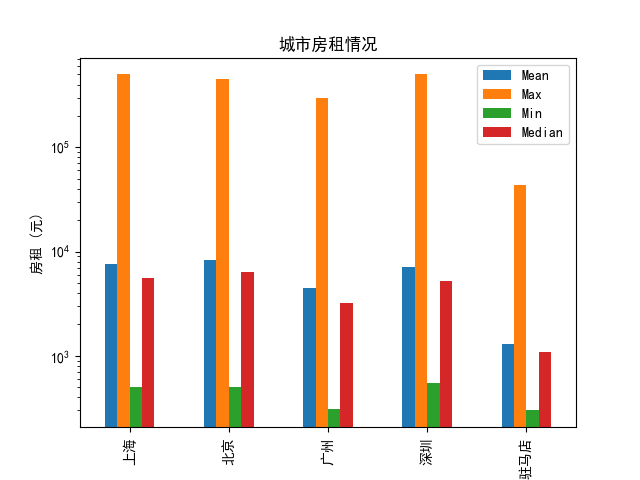 城市房租情况
Mean
Max
Min
Median
房租 (元)
10^5
10^4
10^3
上海
北京
广州
深圳
驻马店